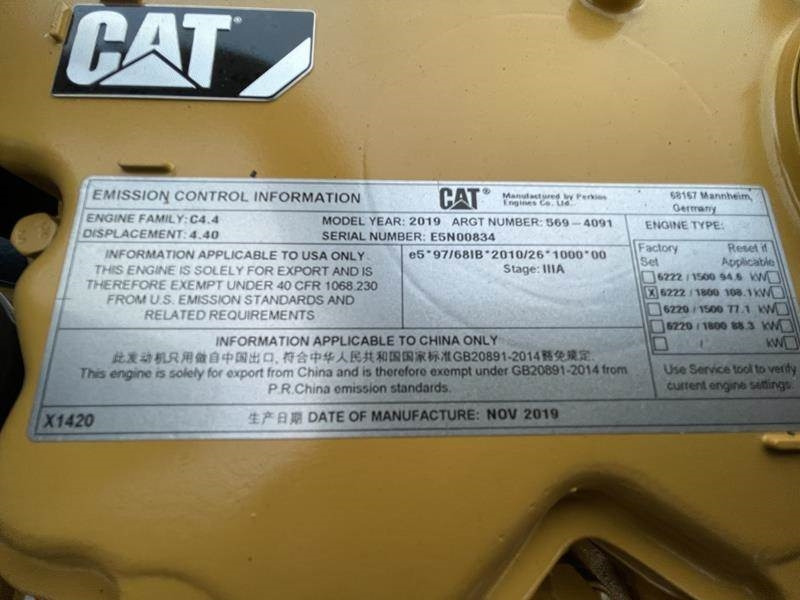 CAT®
EMISSION CONTROL INFORMATION
CAT®
Manufactured by Perkins
Engines Co. Ltd.
68167 Mannheim,
Germany
ENGINE FAMILY: C4.4
DISPLACEMENT: 4.40
MODEL YEAR: 2019 ARGT NUMBER: 569-4091
SERIAL NUMBER: E5N00834
ENGINE TYPE:
INFORMATION APPLICABLE TO USA ONLY
THIS ENGINE IS SOLELY FOR EXPORT AND IS
THEREFORE EXEMPT UNDER 40 CFR 1068.230
FROM U.S. EMISSION STANDARDS AND
RELATED REQUIREMENTS
e5*97/68IB*2010/26*1000*00
Stage: IIIA
Factory Reset if
Set Applicable
6222 / 1500 94.6 kW
X 6222 / 1800 108.1 kW
6220 / 1500 77.1 kW
6220 / 1800 88.3 kW
/ kW
INFORMATION APPLICABLE TO CHINA ONLY
此发动机只用做自中国出口,符合中华人民共和国国家标准GB20891-2014豁免规定.
This engine is solely for export from China and is therefore exempt under GB20891-2014 from
P.R.China emission standards.
Use Service tool to verify
current engine settings
X1420
生产日期 DATE OF MANUFACTURE: NOV 2019